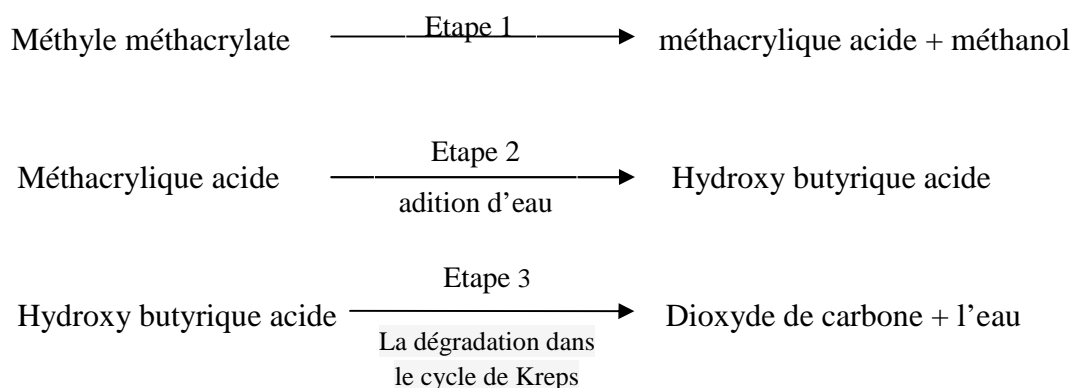 Méthyle méthacrylate Etape 1 méthacrylique acide + méthanol
Méthacrylique acide Etape 2 Hydroxy butyrique acide
adition d’eau
Hydroxy butyrique acide Etape 3 Dioxyde de carbone + l’eau
La dégradation dans
le cycle de Kreps